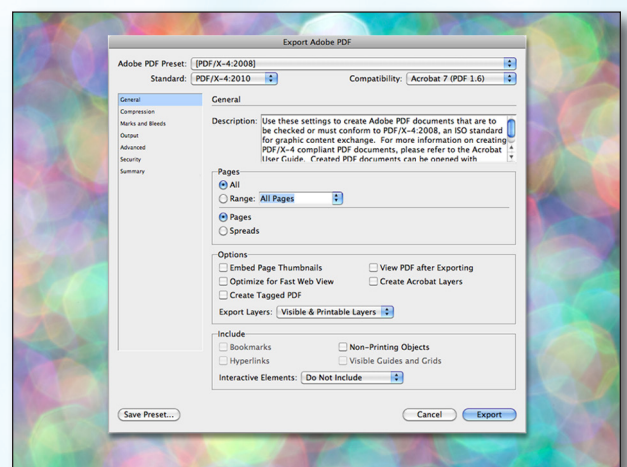 Export Adobe PDF
Adobe PDF Preset: [PDF/X-4:2008]
Standard: PDF/X-4:2010 Compatibility: Acrobat 7 (PDF 1.6)
General
Compression
Marks and Bleeds
Output
Advanced
Security
Summary
General
Description: Use these settings to create Adobe PDF documents that are to
be checked or must conform to PDF/X-4:2008, an ISO standard
for graphic content exchange. For more information on creating
PDF/X-4 compliant PDF documents, please refer to the Acrobat
User Guide. Created PDF documents can be opened with
Pages
All
Range: All Pages
Pages
Spreads
Options
Embed Page Thumbnails View PDF after Exporting
Optimize for Fast Web View Create Acrobat Layers
Create Tagged PDF
Export Layers: Visible & Printable Layers
Include
Bookmarks Non-Printing Objects
Hyperlinks Visible Guides and Grids
Interactive Elements: Do Not Include
Save Preset... Cancel Export